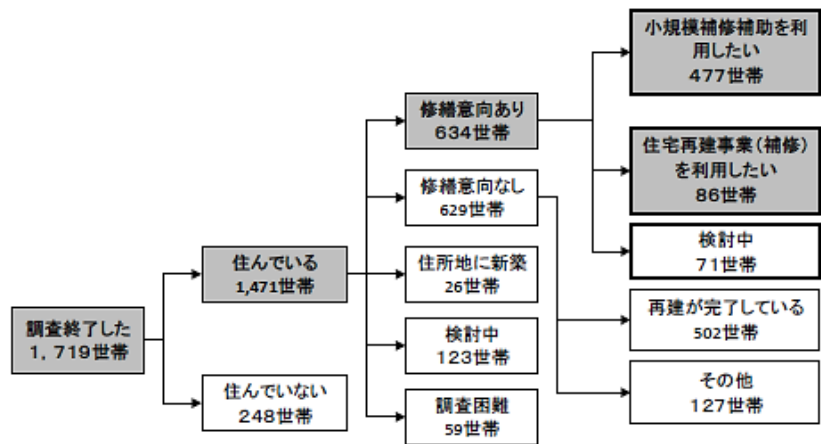 調査終了した
1，719世帯
住んでいる
1,471世帯
住んでいない
248世帯
修繕意向あり
634世帯
修繕意向なし
629世帯
住所地に新築
26世帯
検討中
123世帯
調査困難
59世帯
小規模補修補助を利
用したい
477世帯
住宅再建事業（補修）
を利用したい
86世帯
検討中
71世帯
再建が完了している
502世帯
その他
127世帯